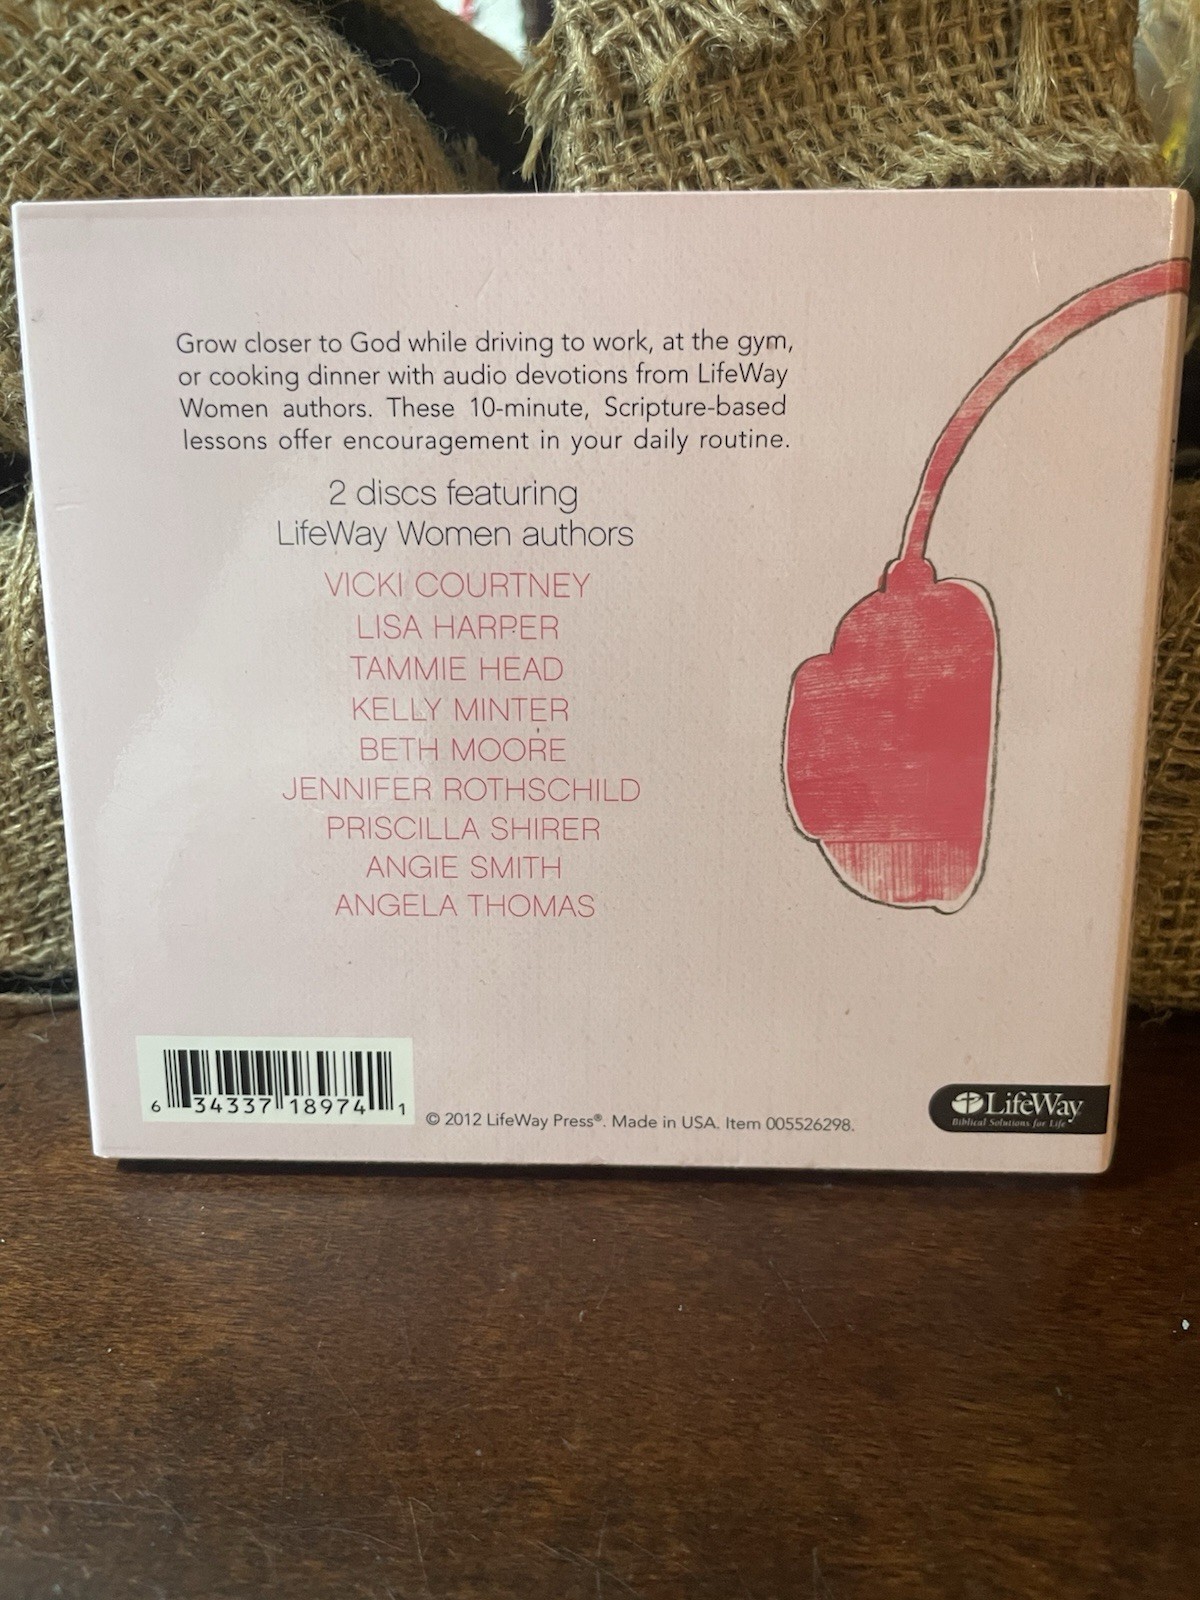 Grow closer to God while driving to work, at the gym,
or cooking dinner with audio devotions from LifeWay
Women authors. These 10-minute, Scripture-based
lessons offer encouragement in your daily routine.
2 discs featuring
LifeWay Women authors
VICKI COURTNEY
LISA HARPER
TAMMIE HEAD
KELLY MINTER
BETH MOORE
JENNIFER ROTHSCHILD
PRISCILLA SHIRER
ANGIE SMITH
ANGELA THOMAS
6 34337 18974 1
© 2012 LifeWay Press®. Made in USA. Item 005526298.
LifeWay
Biblical Solutions for Life